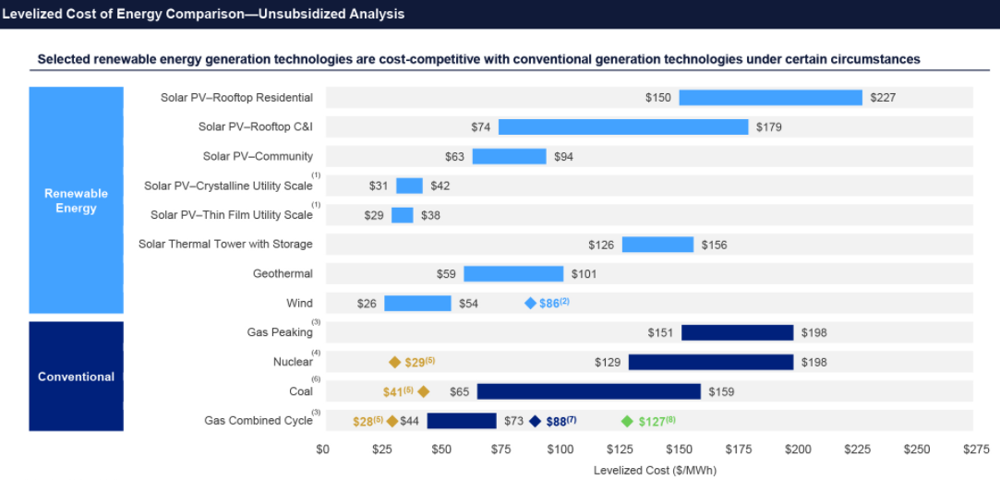 Levelized Cost of Energy Comparison—Unsubsidized Analysis
Selected renewable energy generation technologies are cost-competitive with conventional generation technologies under certain circumstances
Renewable
Energy
Solar PV–Rooftop Residential $150 $227
Solar PV–Rooftop C&I $74 $179
Solar PV–Community $63 $94
Solar PV–Crystalline Utility Scale(1) $31 $42
Solar PV–Thin Film Utility Scale(1) $29 $38
Solar Thermal Tower with Storage $126 $156
Geothermal $59 $101
Wind $26 $54 $86(2)
Conventional
Gas Peaking(3) $151 $198
Nuclear(4) $29(5) $129 $198
Coal(6) $41(5) $65 $159
Gas Combined Cycle(3) $28(5) $44 $73 $88(7) $127(8)
$0 $25 $50 $75 $100 $125 $150 $175 $200 $225 $250 $275
Levelized Cost ($/MWh)